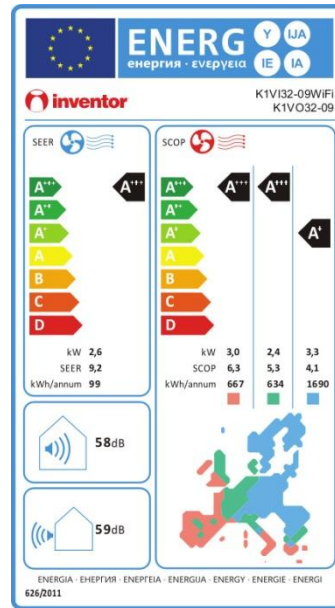 ENERG Y IJA
енергия · ενεργεια IE IA
inventor
K1VI32-09WiFi
K1VO32-09
SEER SCOP
A+++ A+++ A+++ A+++ A+++
A++ A++
A+ A+ A+
A A
B B
C C
D D
kW 2,6 kW 3,0 2,4 3,3
SEER 9,2 SCOP 6,3 5,3 4,1
kWh/annum 99 kWh/annum 667 634 1690
58dB
59dB
ENERGIA · ЕНЕРГИЯ · ΕΝΕΡΓΕΙΑ · ENERGIJA · ENERGY · ENERGIE · ENERGI
626/2011